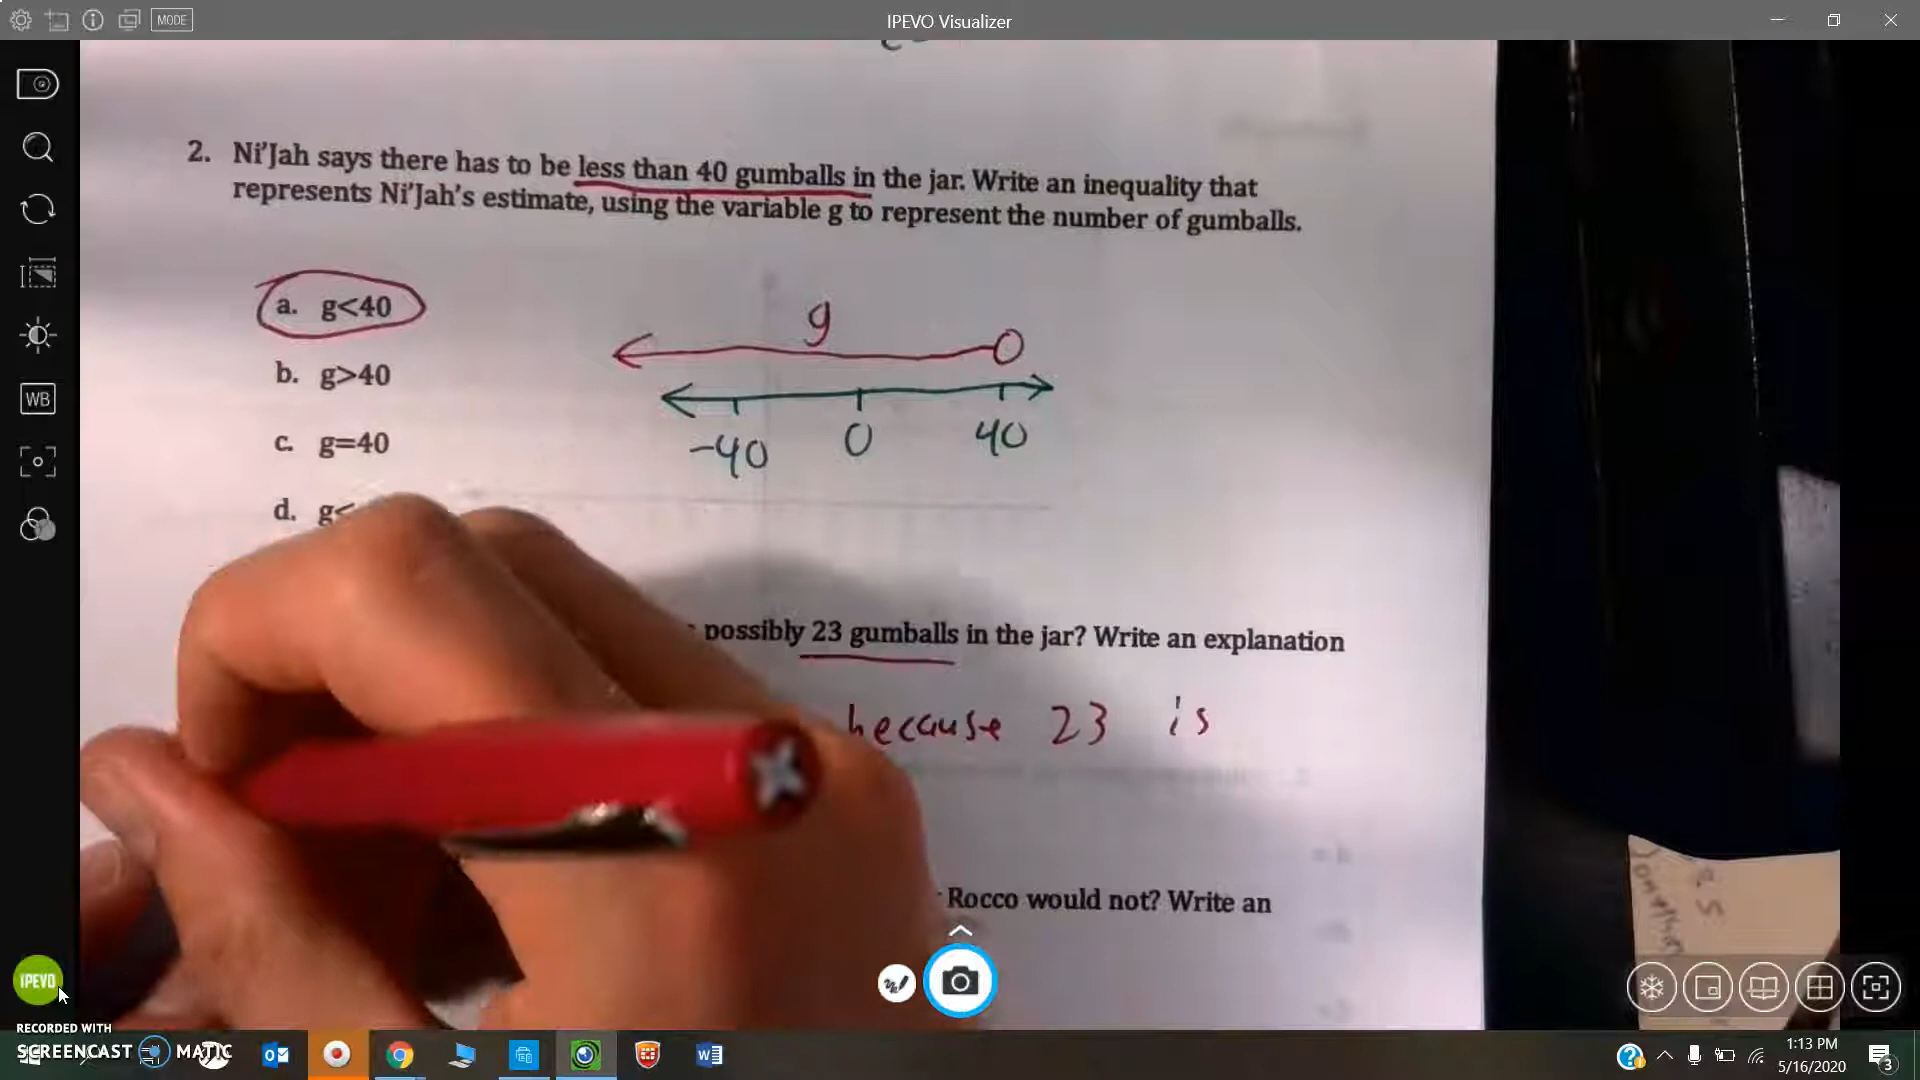 MODE
IPEVO Visualizer
2. Ni'Jah says there has to be less than 40 gumballs in the jar. Write an inequality that
represents Ni'Jah's estimate, using the variable g to represent the number of gumballs.
a. g<40
b. g>40
c. g=40
d. g<
g
-40 0 40
possibly 23 gumballs in the jar? Write an explanation
because 23 is
Rocco would not? Write an
WB
IPEVO
RECORDED WITH
SCREENCAST MATIC
1:13 PM
5/16/2020
3